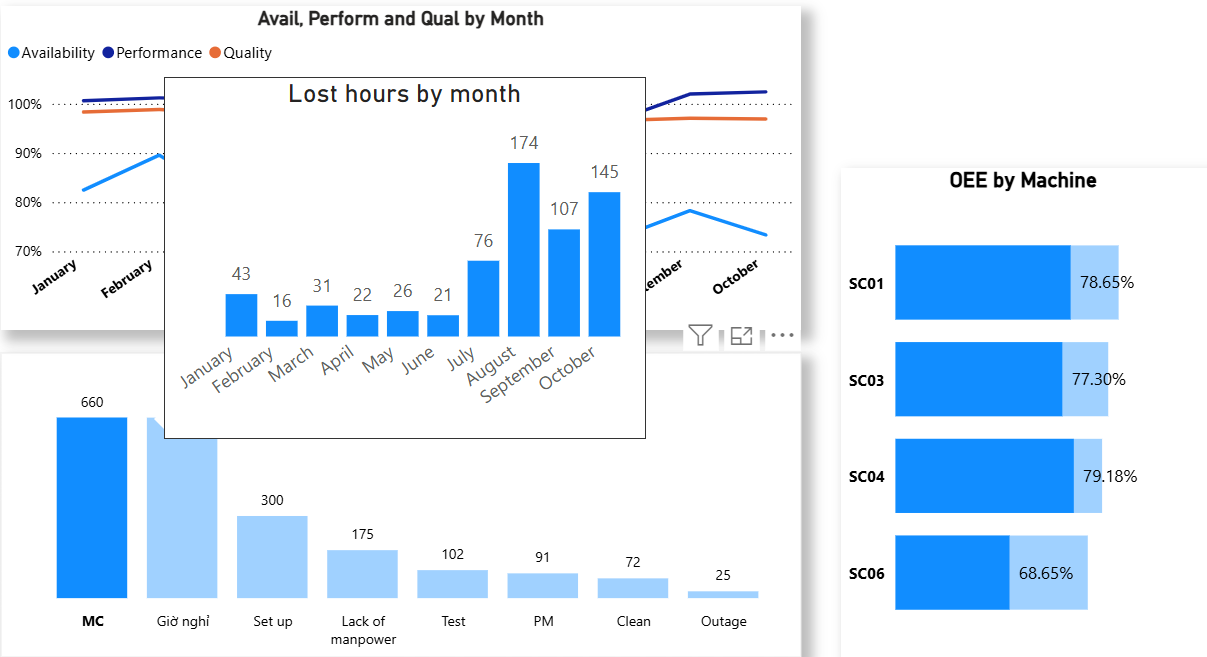 Avail, Perform and Qual by Month
Availability Performance Quality
100%
90%
80%
70%
January
February
October
Lost hours by month
43
16
31
22
26
21
76
174
107
145
January
February
March
April
May
June
July
August
September
October
660
300
175
102
91
72
25
MC
Giờ nghỉ
Set up
Lack of
manpower
Test
PM
Clean
Outage
OEE by Machine
SC01
78.65%
SC03
77.30%
SC04
79.18%
SC06
68.65%